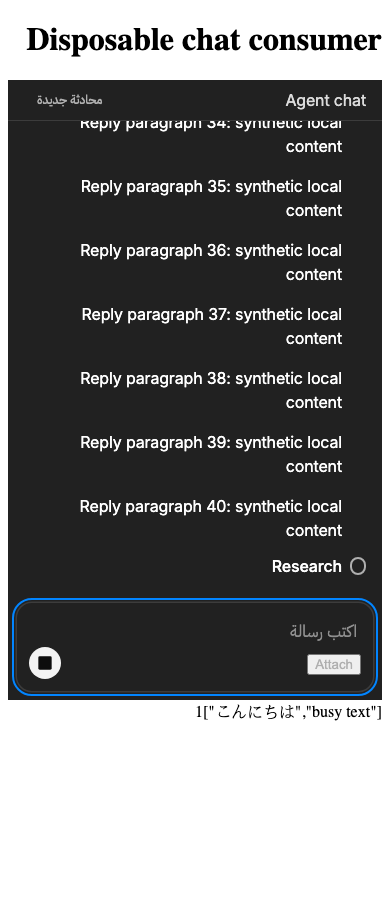 Disposable chat consumer
Agent chat
محادثة جديدة
Reply paragraph 34: synthetic local
content
Reply paragraph 35: synthetic local
content
Reply paragraph 36: synthetic local
content
Reply paragraph 37: synthetic local
content
Reply paragraph 38: synthetic local
content
Reply paragraph 39: synthetic local
content
Reply paragraph 40: synthetic local
content
Research
اكتب رسالة
Attach
1["こんにちは","busy text"]